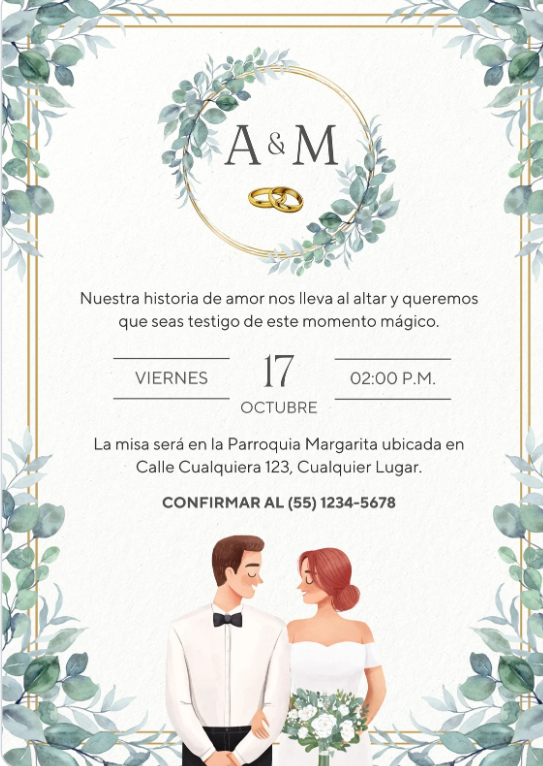 A & M
Nuestra historia de amor nos lleva al altar y queremos
que seas testigo de este momento mágico.
VIERNES
17
OCTUBRE
02:00 P.M.
La misa será en la Parroquia Margarita ubicada en
Calle Cualquiera 123, Cualquier Lugar.
CONFIRMAR AL (55) 1234-5678